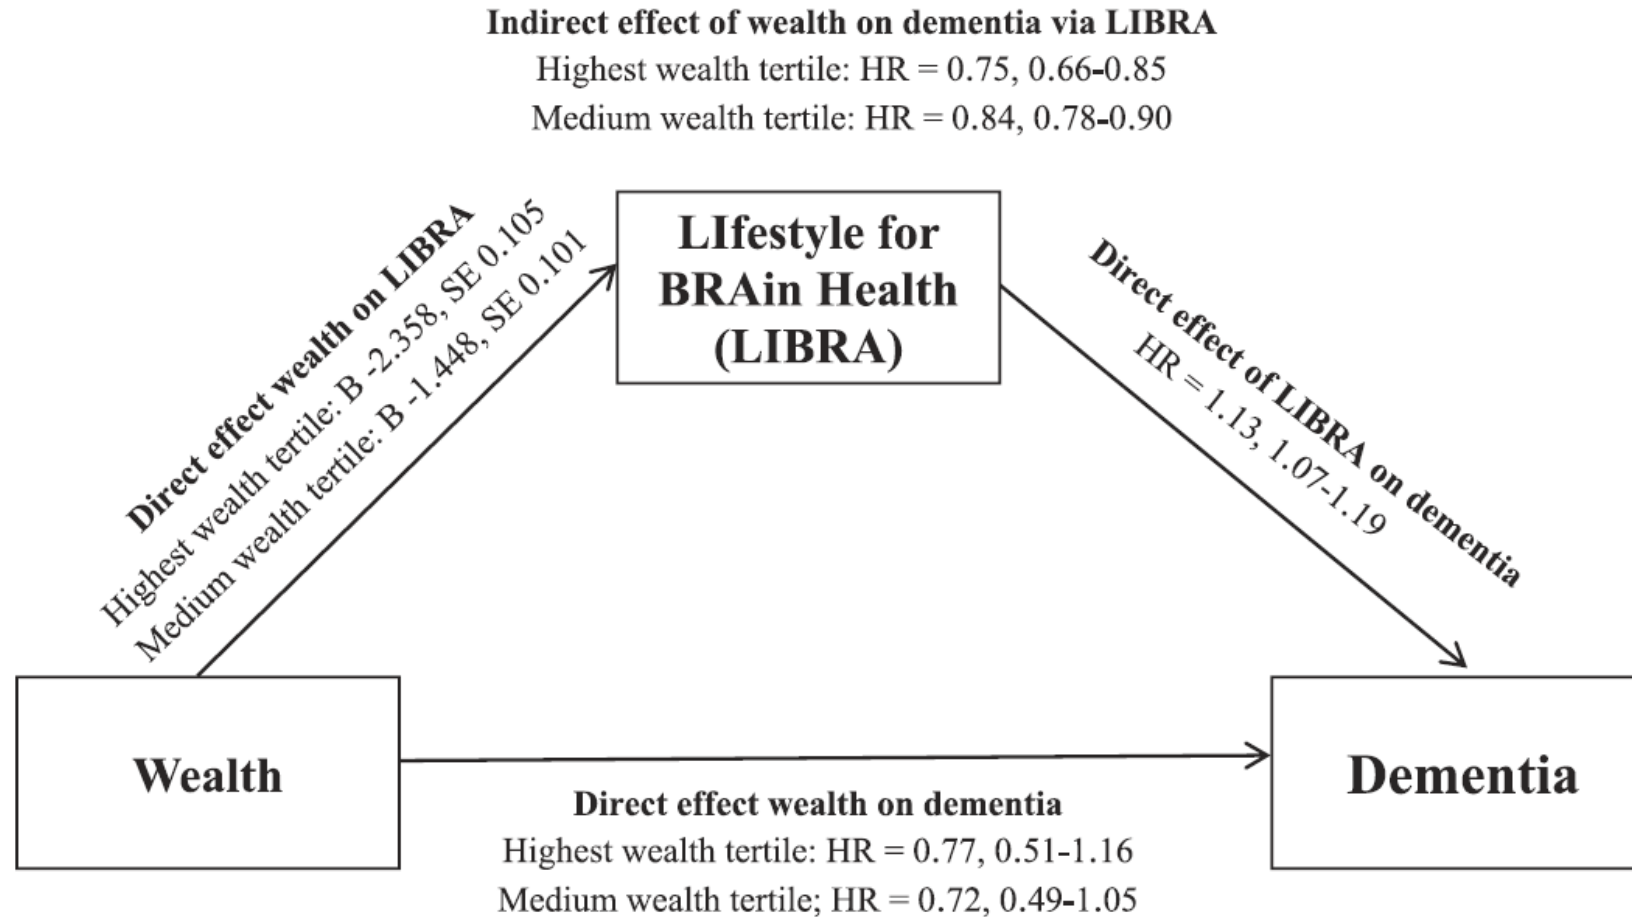 Indirect effect of wealth on dementia via LIBRA
Highest wealth tertile: HR = 0.75, 0.66-0.85
Medium wealth tertile: HR = 0.84, 0.78-0.90
Direct effect wealth on LIBRA
Highest wealth tertile: B -2.358, SE 0.105
Medium wealth tertile: B -1.448, SE 0.101
LIfestyle for
BRAin Health
(LIBRA)
Direct effect of LIBRA on dementia
HR = 1.13, 1.07-1.19
Wealth
Dementia
Direct effect wealth on dementia
Highest wealth tertile: HR = 0.77, 0.51-1.16
Medium wealth tertile; HR = 0.72, 0.49-1.05